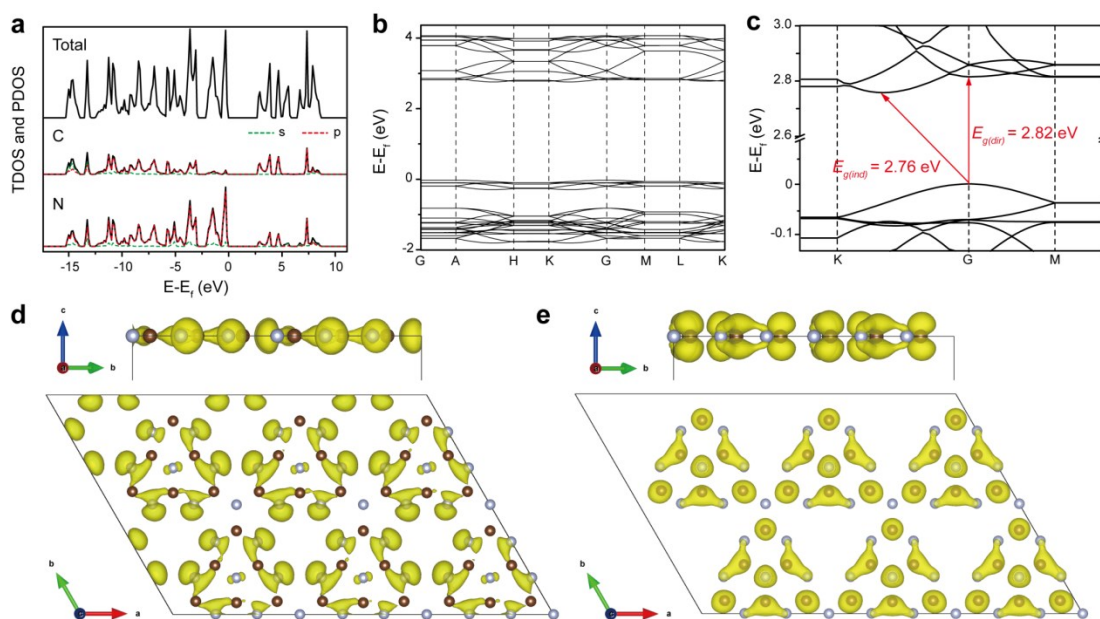 a
Total
C
s
p
N
TDOS and PDOS
-15
-10
-5
0
5
10
E-E_f (eV)
b
E-E_f (eV)
4
2
0
-2
G
A
H
K
G
M
L
K
c
E-E_f (eV)
3.0
2.8
2.6
0
-0.1
E_g(ind) = 2.76 eV
E_g(dir) = 2.82 eV
K
G
M
d
c
b
b
a
e
c
b
b
a